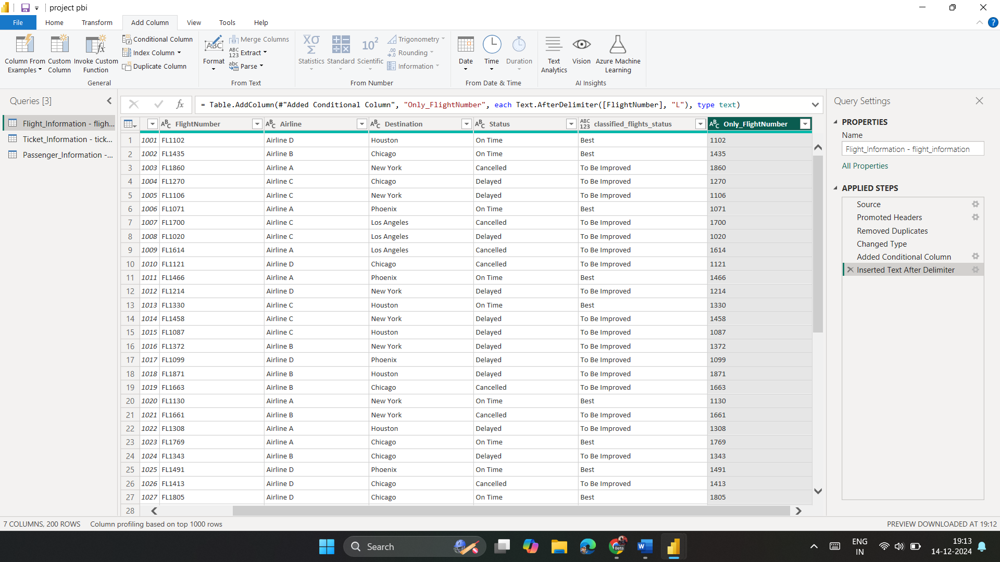 project pbi
File Home Transform Add Column View Tools Help
Column From Examples
Custom Column
Invoke Custom Function
Conditional Column
Index Column
Duplicate Column
General
Format
Merge Columns
Extract
Parse
From Text
Statistics
Standard
Scientific
Trigonometry
Rounding
Information
From Number
Date
Time
Duration
From Date & Time
Text Analytics
Vision
Azure Machine Learning
AI Insights
Queries [3]
Flight_Information - fligh...
Ticket_Information - tick...
Passenger_Information -...
= Table.AddColumn(#"Added Conditional Column", "Only_FlightNumber", each Text.AfterDelimiter([FlightNumber], "L"), type text)
FlightNumber Airline Destination Status classified_flights_status Only_FlightNumber
1 1001 FL1102 Airline D Houston On Time Best 1102
2 1002 FL1435 Airline B Chicago On Time Best 1435
3 1003 FL1860 Airline A New York Cancelled To Be Improved 1860
4 1004 FL1270 Airline C Chicago Delayed To Be Improved 1270
5 1005 FL1106 Airline C New York Delayed To Be Improved 1106
6 1006 FL1071 Airline A Phoenix On Time Best 1071
7 1007 FL1700 Airline C Los Angeles Cancelled To Be Improved 1700
8 1008 FL1020 Airline C Los Angeles Delayed To Be Improved 1020
9 1009 FL1614 Airline A Los Angeles Cancelled To Be Improved 1614
10 1010 FL1121 Airline D Chicago Cancelled To Be Improved 1121
11 1011 FL1466 Airline A Phoenix On Time Best 1466
12 1012 FL1214 Airline D New York Delayed To Be Improved 1214
13 1013 FL1330 Airline C Houston On Time Best 1330
14 1014 FL1458 Airline C New York Delayed To Be Improved 1458
15 1015 FL1087 Airline C Houston Delayed To Be Improved 1087
16 1016 FL1372 Airline B New York Delayed To Be Improved 1372
17 1017 FL1099 Airline D Phoenix Delayed To Be Improved 1099
18 1018 FL1871 Airline B Houston Delayed To Be Improved 1871
19 1019 FL1663 Airline B Chicago Cancelled To Be Improved 1663
20 1020 FL1130 Airline A New York On Time Best 1130
21 1021 FL1661 Airline B New York Cancelled To Be Improved 1661
22 1022 FL1308 Airline A Houston Delayed To Be Improved 1308
23 1023 FL1769 Airline A Chicago On Time Best 1769
24 1024 FL1343 Airline B Chicago Delayed To Be Improved 1343
25 1025 FL1491 Airline D Phoenix On Time Best 1491
26 1026 FL1413 Airline D Chicago Cancelled To Be Improved 1413
27 1027 FL1805 Airline D Chicago On Time Best 1805
28
Query Settings
PROPERTIES
Name
Flight_Information - flight_information
All Properties
APPLIED STEPS
Source
Promoted Headers
Removed Duplicates
Changed Type
Added Conditional Column
Inserted Text After Delimiter
7 COLUMNS, 200 ROWS Column profiling based on top 1000 rows
PREVIEW DOWNLOADED AT 19:12
Search
ENG
IN
19:13
14-12-2024